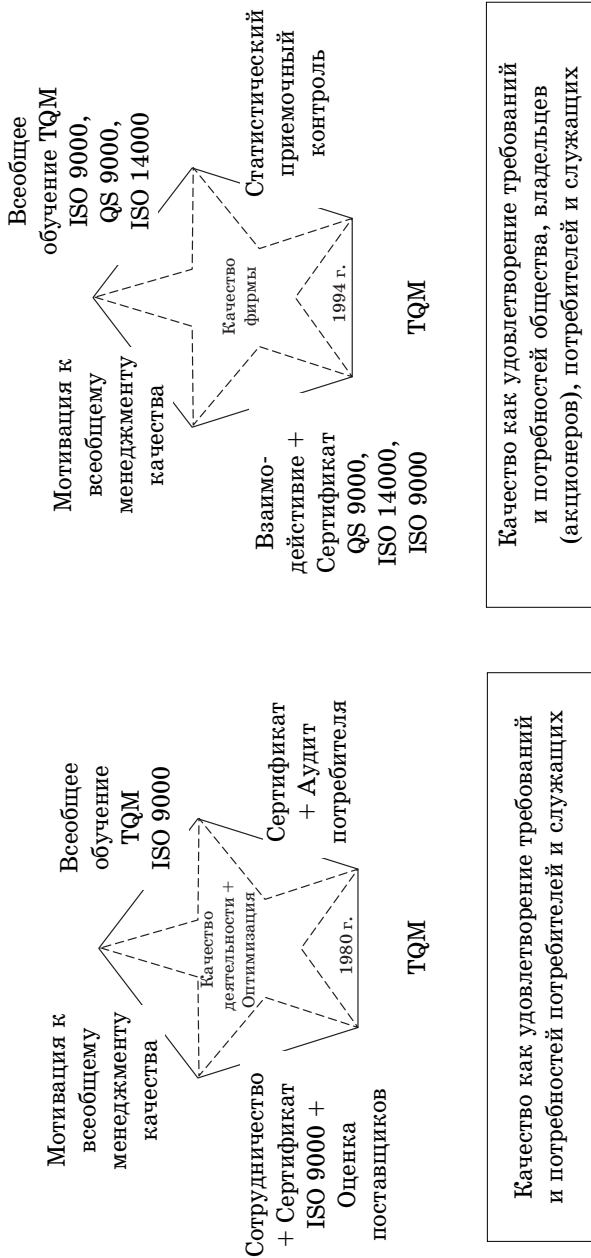 Мотивация к
всеобщему
менеджменту
качества
Всеобщее
обучение
TQM
ISO 9000
Качество
деятельности +
Оптимизация
Сотрудничество
+ Сертификат
ISO 9000 +
Оценка
поставщиков
1980 г.
Сертификат
+ Аудит
потребителя
TQM
Качество как удовлетворение требований
и потребностей потребителей и служащих
Мотивация к
всеобщему
менеджменту
качества
Всеобщее
обучение TQM
ISO 9000,
QS 9000,
ISO 14000
Качество
фирмы
Взаимо-
дейстивие +
Сертификат
QS 9000,
ISO 14000,
ISO 9000
1994 г.
Статистический
приемочный
контроль
TQM
Качество как удовлетворение требований
и потребностей общества, владельцев
(акционеров), потребителей и служащих